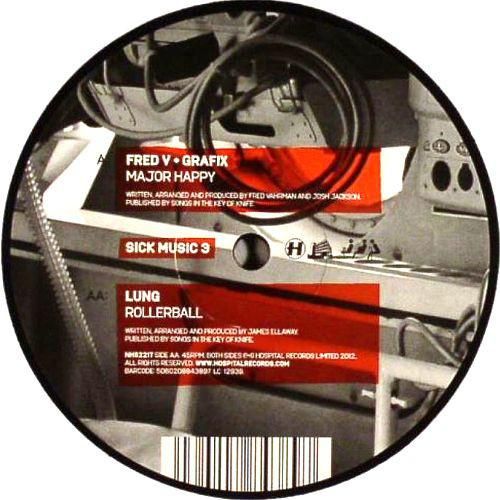 A:
FRED V + GRAFIX
MAJOR HAPPY
WRITTEN, ARRANGED AND PRODUCED BY FRED VAHRMAN AND JOSH JACKSON.
PUBLISHED BY SONGS IN THE KEY OF KNIFE
SICK MUSIC 3
H
AA:
LUNG
ROLLERBALL
WRITTEN, ARRANGED AND PRODUCED BY JAMES ELLAWAY.
PUBLISHED BY SONGS IN THE KEY OF KNIFE.
NHS221T SIDE AA. 45RPM. BOTH SIDES ℗+© HOSPITAL RECORDS LIMITED 2012.
ALL RIGHTS RESERVED. WWW.HOSPITALRECORDS.COM
BARCODE: 5060208843897 LC 12939.